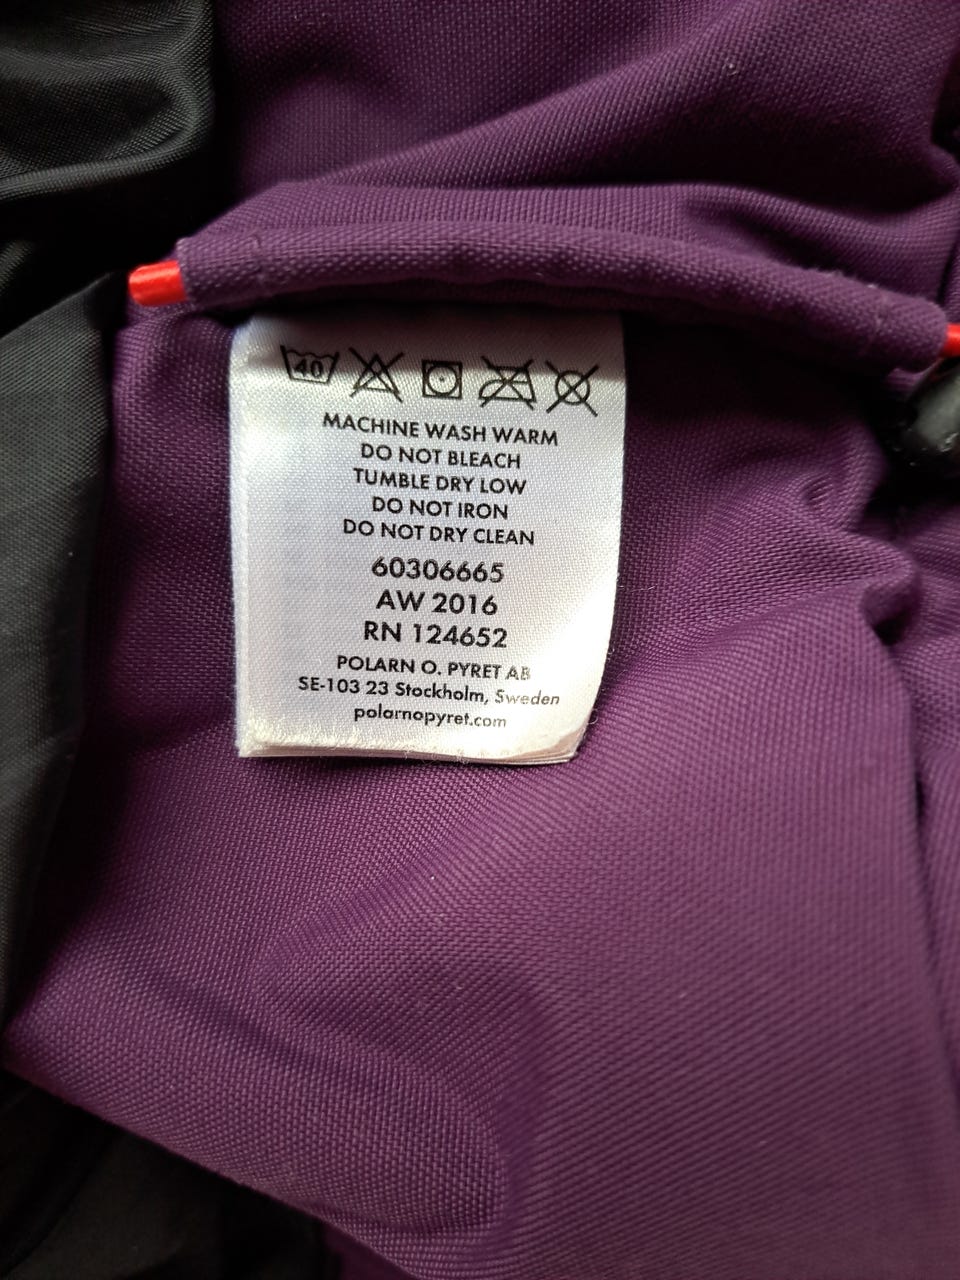 40
MACHINE WASH WARM
DO NOT BLEACH
TUMBLE DRY LOW
DO NOT IRON
DO NOT DRY CLEAN
60306665
AW 2016
RN 124652
POLARN O. PYRET AB
SE-103 23 Stockholm, Sweden
polarnopyret.com